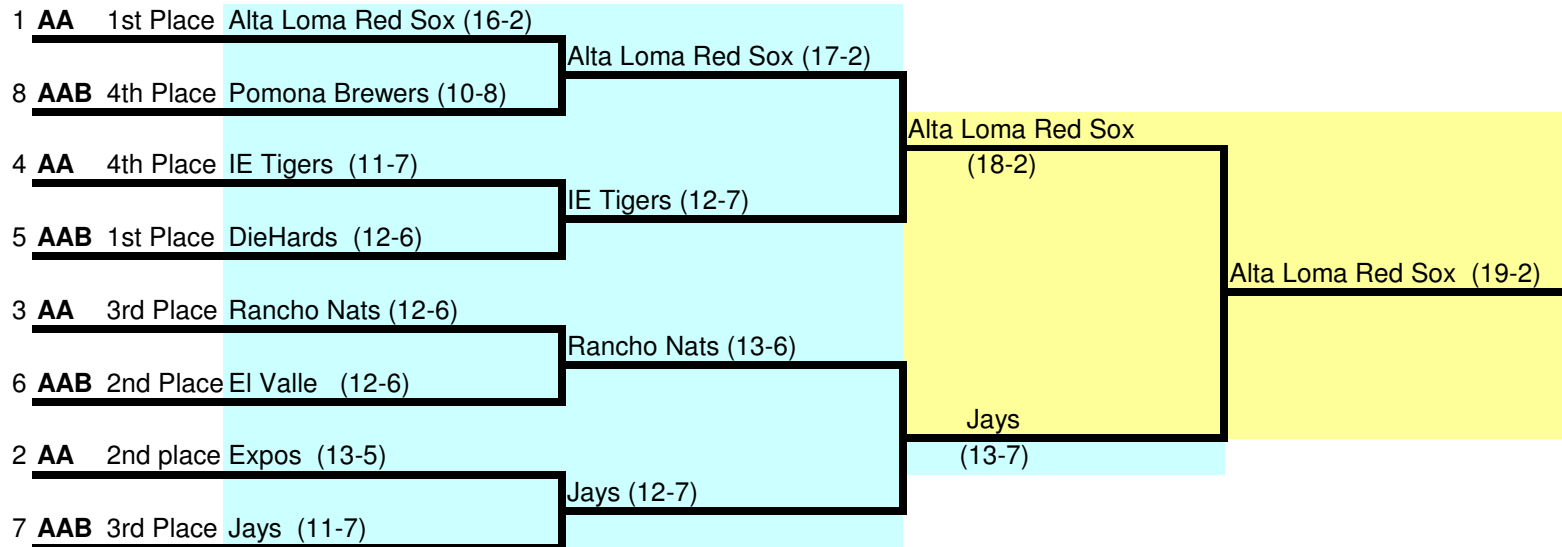 1 AA 1st Place Alta Loma Red Sox (16-2)
Alta Loma Red Sox (17-2)
8 AAB 4th Place Pomona Brewers (10-8)
Alta Loma Red Sox
(18-2)
4 AA 4th Place IE Tigers (11-7)
IE Tigers (12-7)
5 AAB 1st Place DieHards (12-6)
Alta Loma Red Sox (19-2)
3 AA 3rd Place Rancho Nats (12-6)
Rancho Nats (13-6)
6 AAB 2nd Place El Valle (12-6)
Jays
(13-7)
2 AA 2nd place Expos (13-5)
Jays (12-7)
7 AAB 3rd Place Jays (11-7)